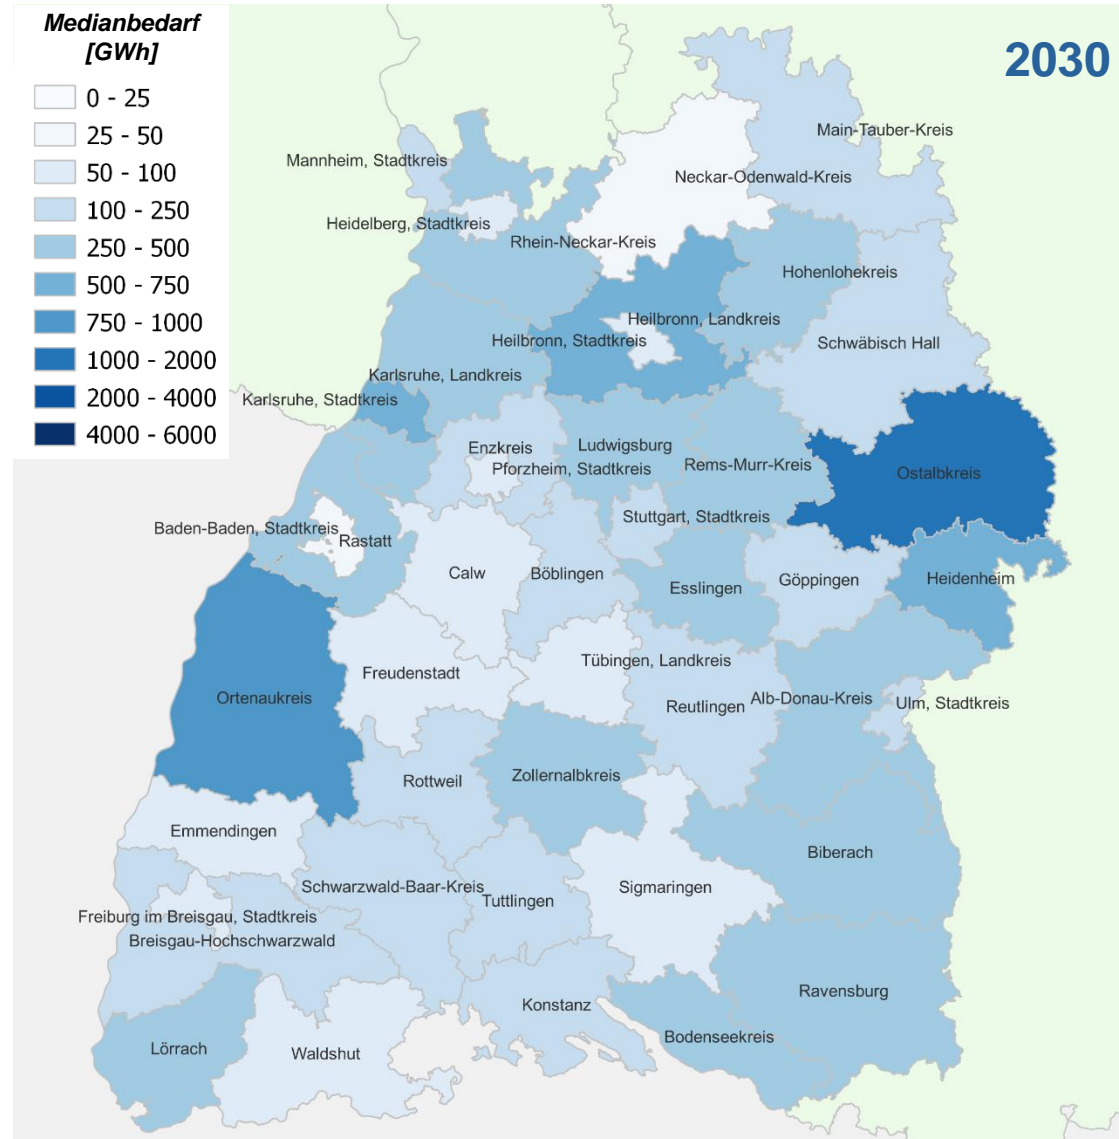 Medianbedarf
[GWh]
0 - 25
25 - 50
50 - 100
100 - 250
250 - 500
500 - 750
750 - 1000
1000 - 2000
2000 - 4000
4000 - 6000
2030
Main-Tauber-Kreis
Mannheim, Stadtkreis
Neckar-Odenwald-Kreis
Heidelberg, Stadtkreis
Rhein-Neckar-Kreis
Hohenlohekreis
Heilbronn, Landkreis
Heilbronn, Stadtkreis
Schwäbisch Hall
Karlsruhe, Landkreis
Karlsruhe, Stadtkreis
Enzkreis
Ludwigsburg
Pforzheim, Stadtkreis
Rems-Murr-Kreis
Ostalbkreis
Stuttgart, Stadtkreis
Baden-Baden, Stadtkreis
Rastatt
Calw
Böblingen
Esslingen
Göppingen
Heidenheim
Tübingen, Landkreis
Freudenstadt
Ortenaukreis
Reutlingen
Alb-Donau-Kreis
Ulm, Stadtkreis
Zollernalbkreis
Rottweil
Emmendingen
Biberach
Schwarzwald-Baar-Kreis
Sigmaringen
Tuttlingen
Freiburg im Breisgau, Stadtkreis
Breisgau-Hochschwarzwald
Ravensburg
Konstanz
Bodenseekreis
Lörrach
Waldshut